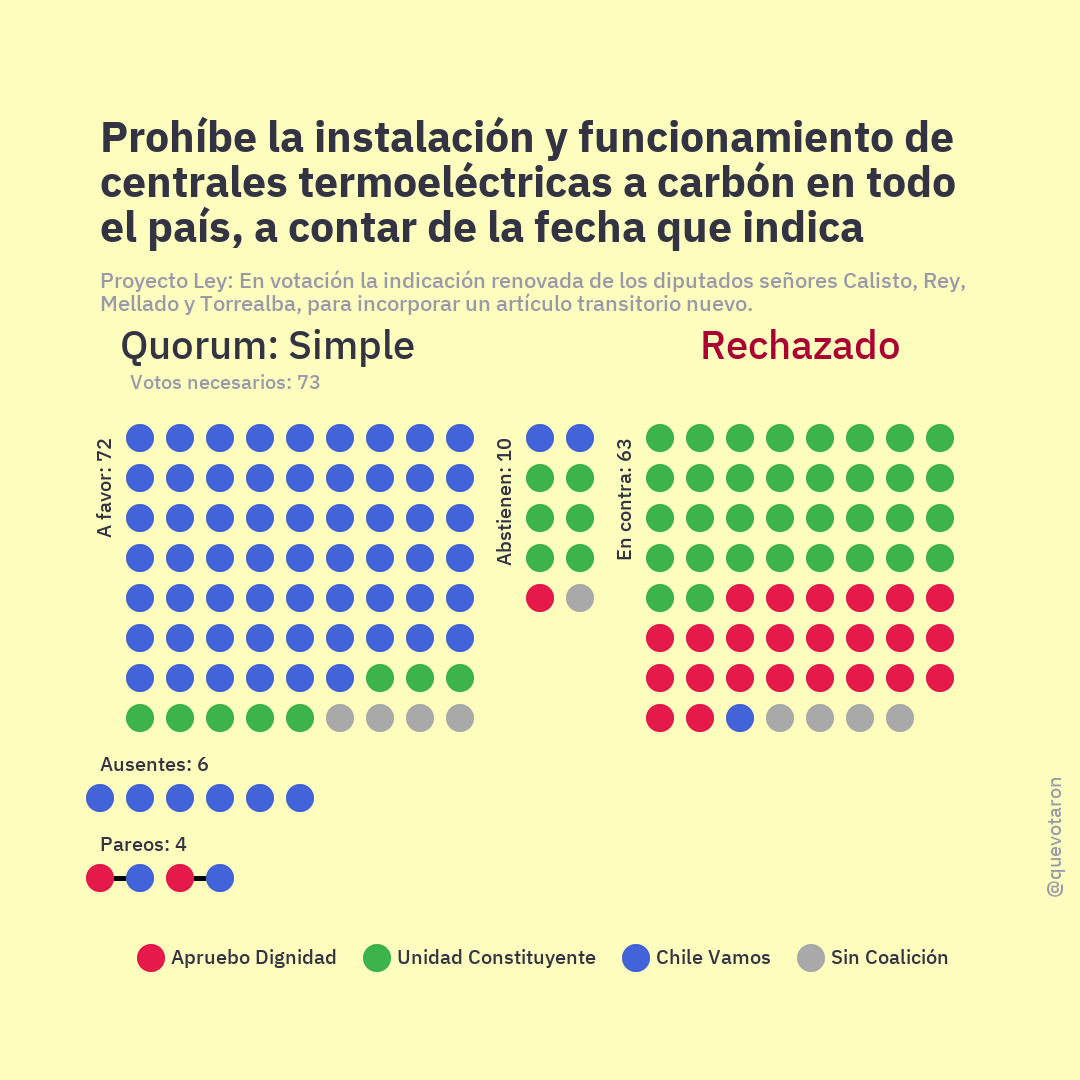 Prohíbe la instalación y funcionamiento de
centrales termoeléctricas a carbón en todo
el país, a contar de la fecha que indica
Proyecto Ley: En votación la indicación renovada de los diputados señores Calisto, Rey,
Mellado y Torrealba, para incorporar un artículo transitorio nuevo.
Quorum: Simple
Rechazado
Votos necesarios: 73
A favor: 72
Abstienen: 10
En contra: 63
Ausentes: 6
Pareos: 4
@quevotaron
Apruebo Dignidad
Unidad Constituyente
Chile Vamos
Sin Coalición